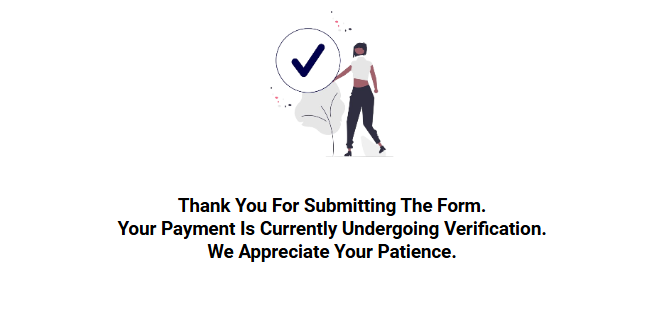 Thank You For Submitting The Form.
Your Payment Is Currently Undergoing Verification.
We Appreciate Your Patience.